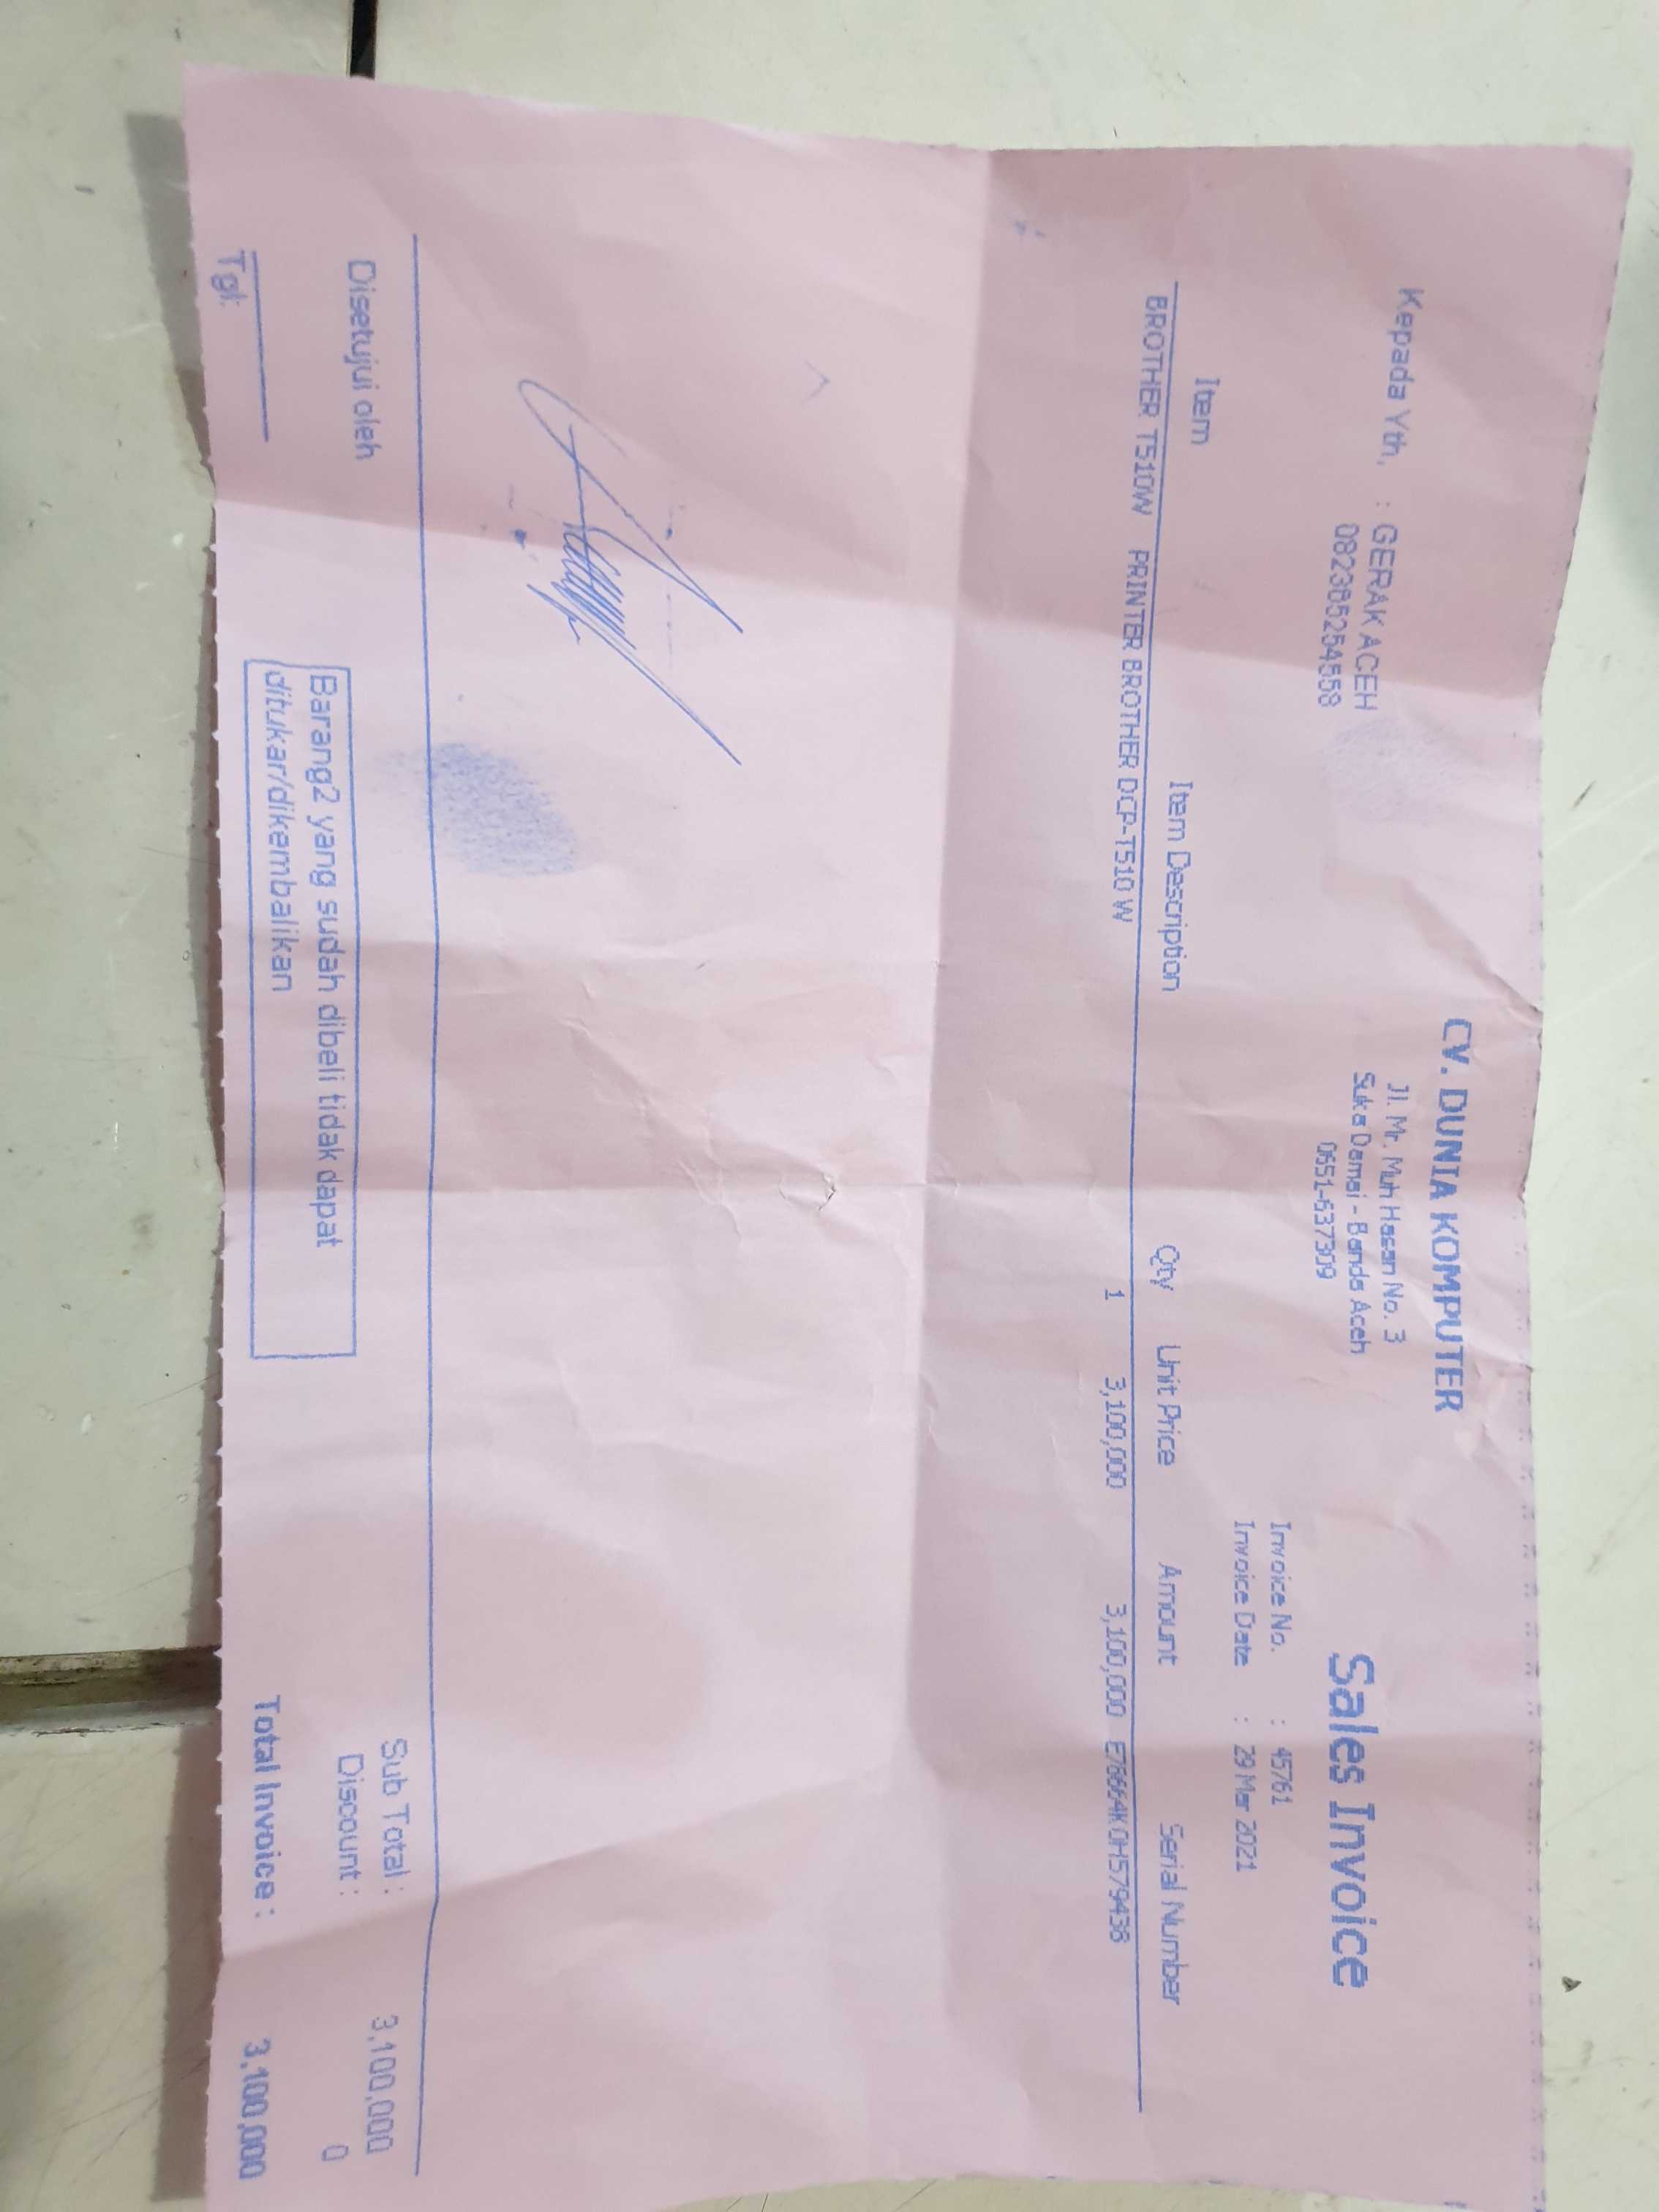 CV. DUNIA KOMPUTER
Jl. Mr. Muh Hasan No. 3
Suka Damai - Banda Aceh
0651-637309
Sales Invoice
Kepada Yth, : GERAK ACEH
082385254558
Invoice No. : 45761
Invoice Date : 29 Mar 2021
Item Item Description Qty Unit Price Amount Serial Number
BROTHER T510W PRINTER BROTHER DCP-T510 W 1 3,100,000 3,100,000 E76664K0H579438
Disetujui oleh
Tgl:
Barang2 yang sudah dibeli tidak dapat
ditukar/dikembalikan
Sub Total : 3,100,000
Discount : 0
Total Invoice : 3,100,000